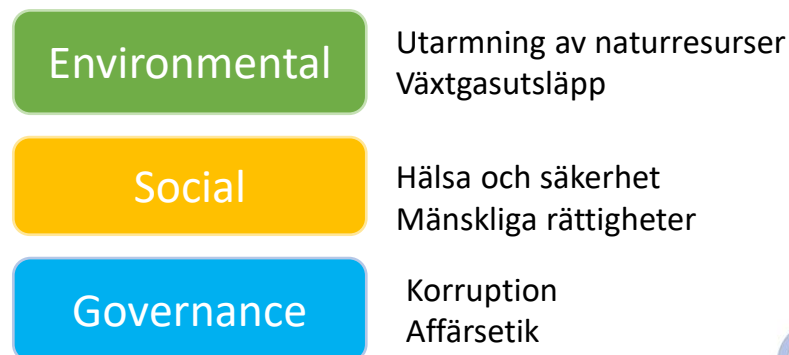 Environmental
Utarmning av naturresurser
Växtgasutsläpp
Social
Hälsa och säkerhet
Mänskliga rättigheter
Governance
Korruption
Affärsetik